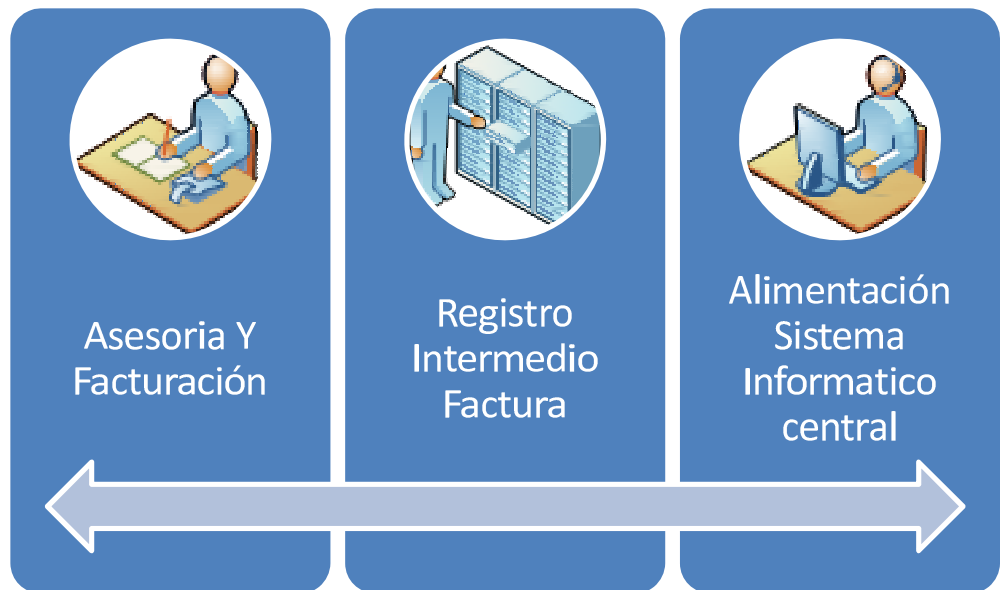 Asesoria Y
Facturación
Registro
Intermedio
Factura
Alimentación
Sistema
Informatico
central